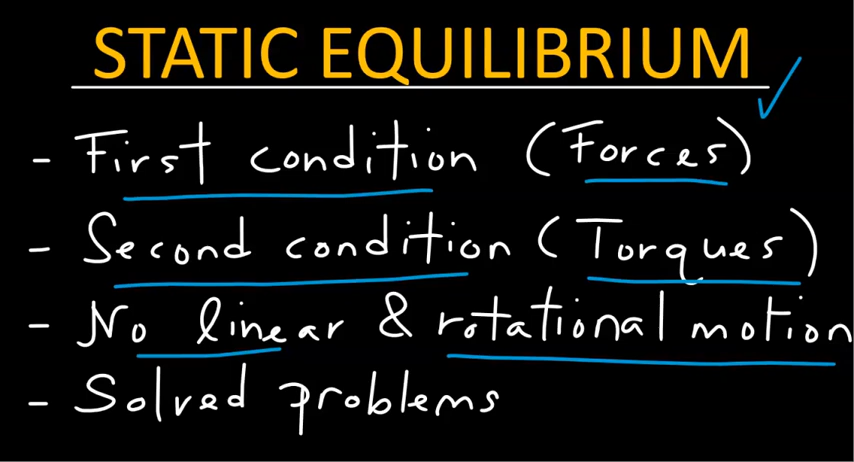 STATIC EQUILIBRIUM
- First condition (Forces)
- Second condition (Torques)
- No linear & rotational motion
- Solved problems